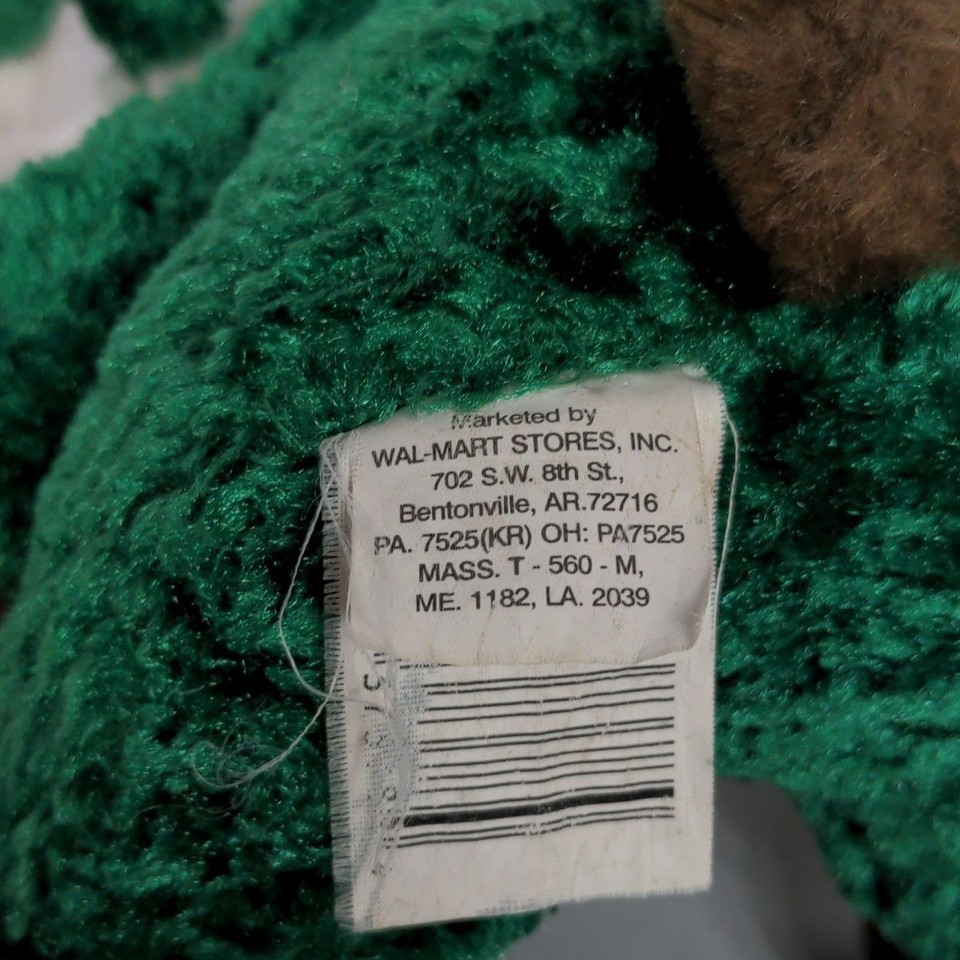 Marketed by
WAL-MART STORES, INC.
702 S.W. 8th St.,
Bentonville, AR.72716
PA. 7525(KR) OH: PA7525
MASS. T - 560 - M,
ME. 1182, LA. 2039